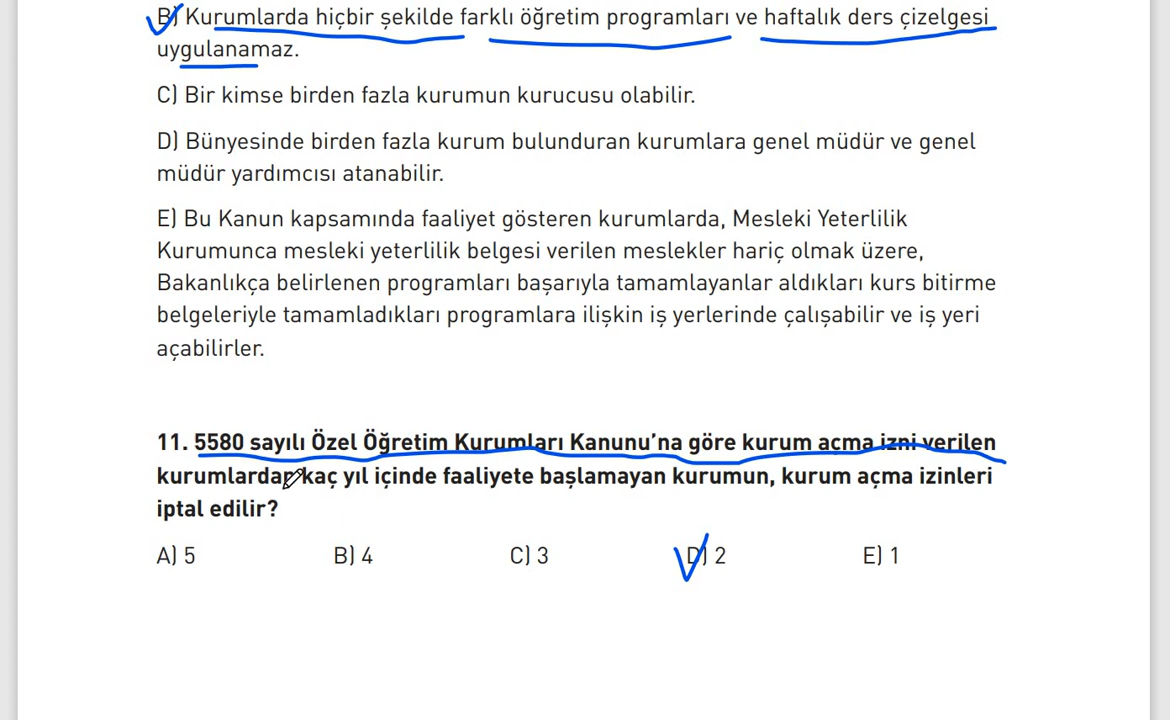 B) Kurumlarda hiçbir şekilde farklı öğretim programları ve haftalık ders çizelgesi
uygulanamaz.
C) Bir kimse birden fazla kurumun kurucusu olabilir.
D) Bünyesinde birden fazla kurum bulunduran kurumlara genel müdür ve genel
müdür yardımcısı atanabilir.
E) Bu Kanun kapsamında faaliyet gösteren kurumlarda, Mesleki Yeterlilik
Kurumunca mesleki yeterlilik belgesi verilen meslekler hariç olmak üzere,
Bakanlıkça belirlenen programları başarıyla tamamlayanlar aldıkları kurs bitirme
belgeleriyle tamamladıkları programlara ilişkin iş yerlerinde çalışabilir ve iş yeri
açabilirler.
11. 5580 sayılı Özel Öğretim Kurumları Kanunu’na göre kurum açma izni verilen
kurumlardan kaç yıl içinde faaliyete başlamayan kurumun, kurum açma izinleri
iptal edilir?
A) 5 B) 4 C) 3 D) 2 E) 1